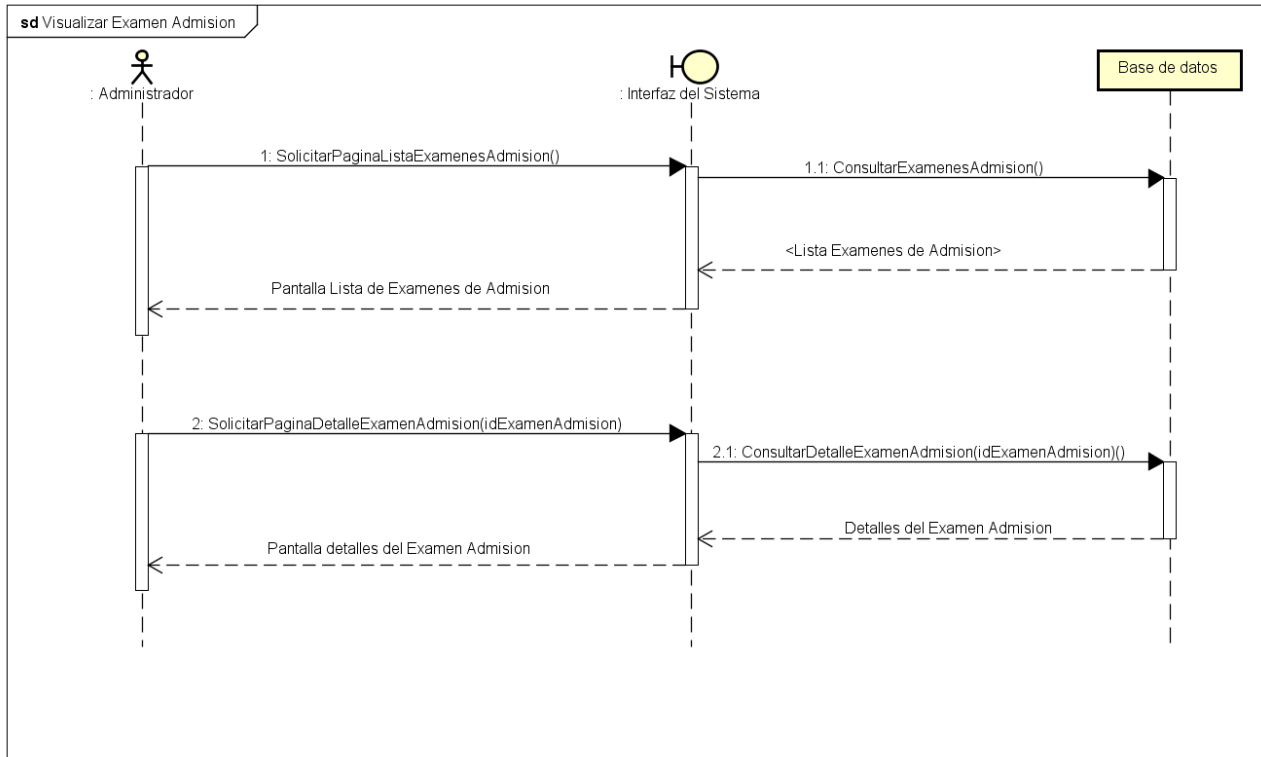 sd Visualizar Examen Admision
: Administrador
: Interfaz del Sistema
Base de datos
1: SolicitarPaginaListaExamenesAdmision()
1.1: ConsultarExamenesAdmision()
<Lista Examenes de Admision>
Pantalla Lista de Examenes de Admision
2: SolicitarPaginaDetalleExamenAdmision(idExamenAdmision)
2.1: ConsultarDetalleExamenAdmision(idExamenAdmision)()
Detalles del Examen Admision
Pantalla detalles del Examen Admision